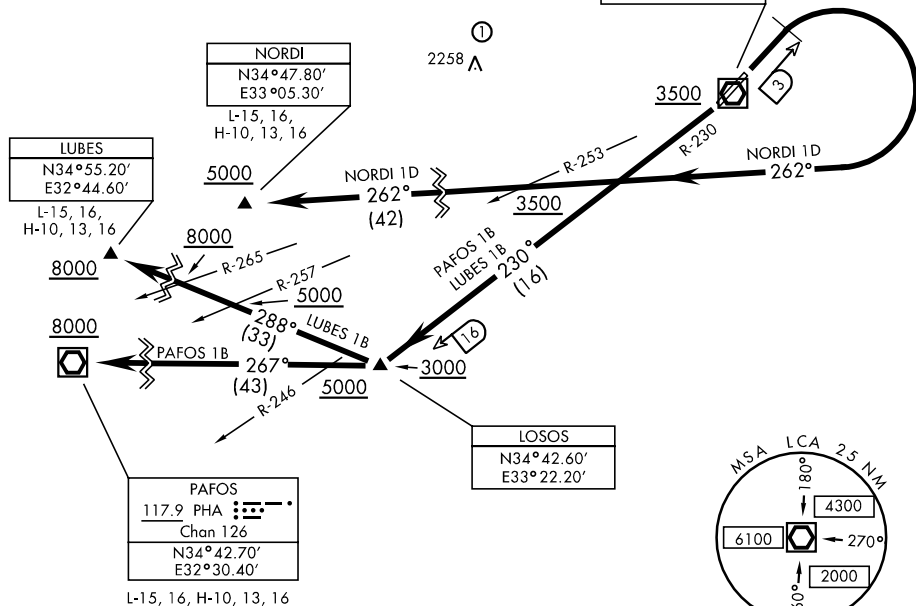 1
2258
NORDI
N34°47.80'
E33°05.30'
L-15, 16,
H-10, 13, 16
3500
3
LUBES
N34°55.20'
E32°44.60'
L-15, 16,
H-10, 13, 16
5000
NORDI 1D
262°
(42)
R-253
R-230
NORDI 1D
262°
3500
8000
8000
R-265
R-257
5000
PAFOS 1B
LUBES 1B
230°
(16)
16
288°
(33)
LUBES 1B
8000
PAFOS 1B
267°
(43)
5000
3000
R-246
LOSOS
N34°42.60'
E33°22.20'
PAFOS
117.9 PHA
Chan 126
N34°42.70'
E32°30.40'
L-15, 16, H-10, 13, 16
MSA LCA 25 NM
180°
4300
6100
270°
2000